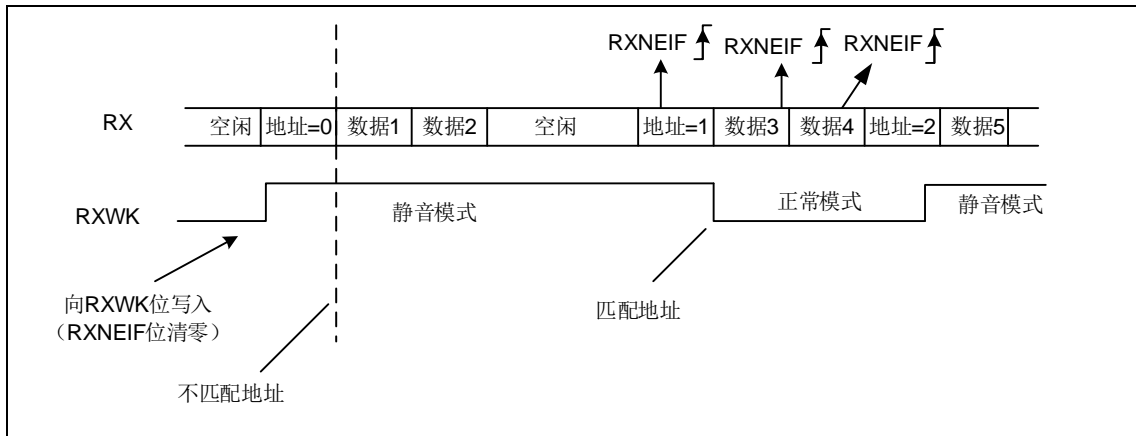 RXNEIF RXNEIF RXNEIF
RX 空闲 地址=0 数据1 数据2 空闲 地址=1 数据3 数据4 地址=2 数据5
RXWK 静音模式 正常模式 静音模式
向RXWK位写入
（RXNEIF位清零）
匹配地址
不匹配地址